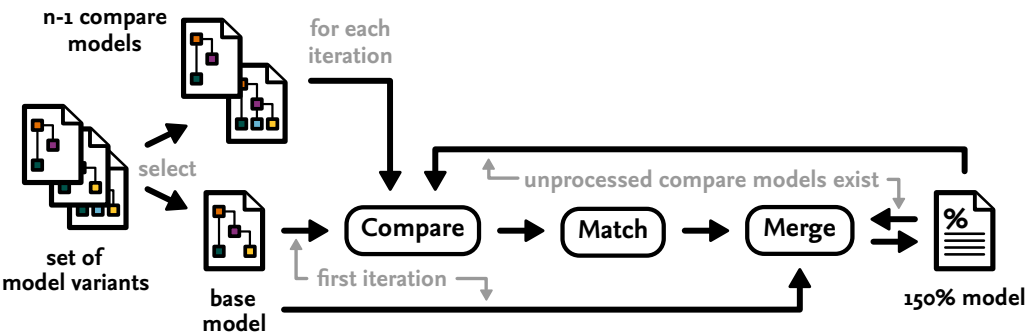 n-1 compare
models
for each
iteration
select
unprocessed compare models exist
Compare
Match
Merge
%
set of
model variants
first iteration
base
model
150% model